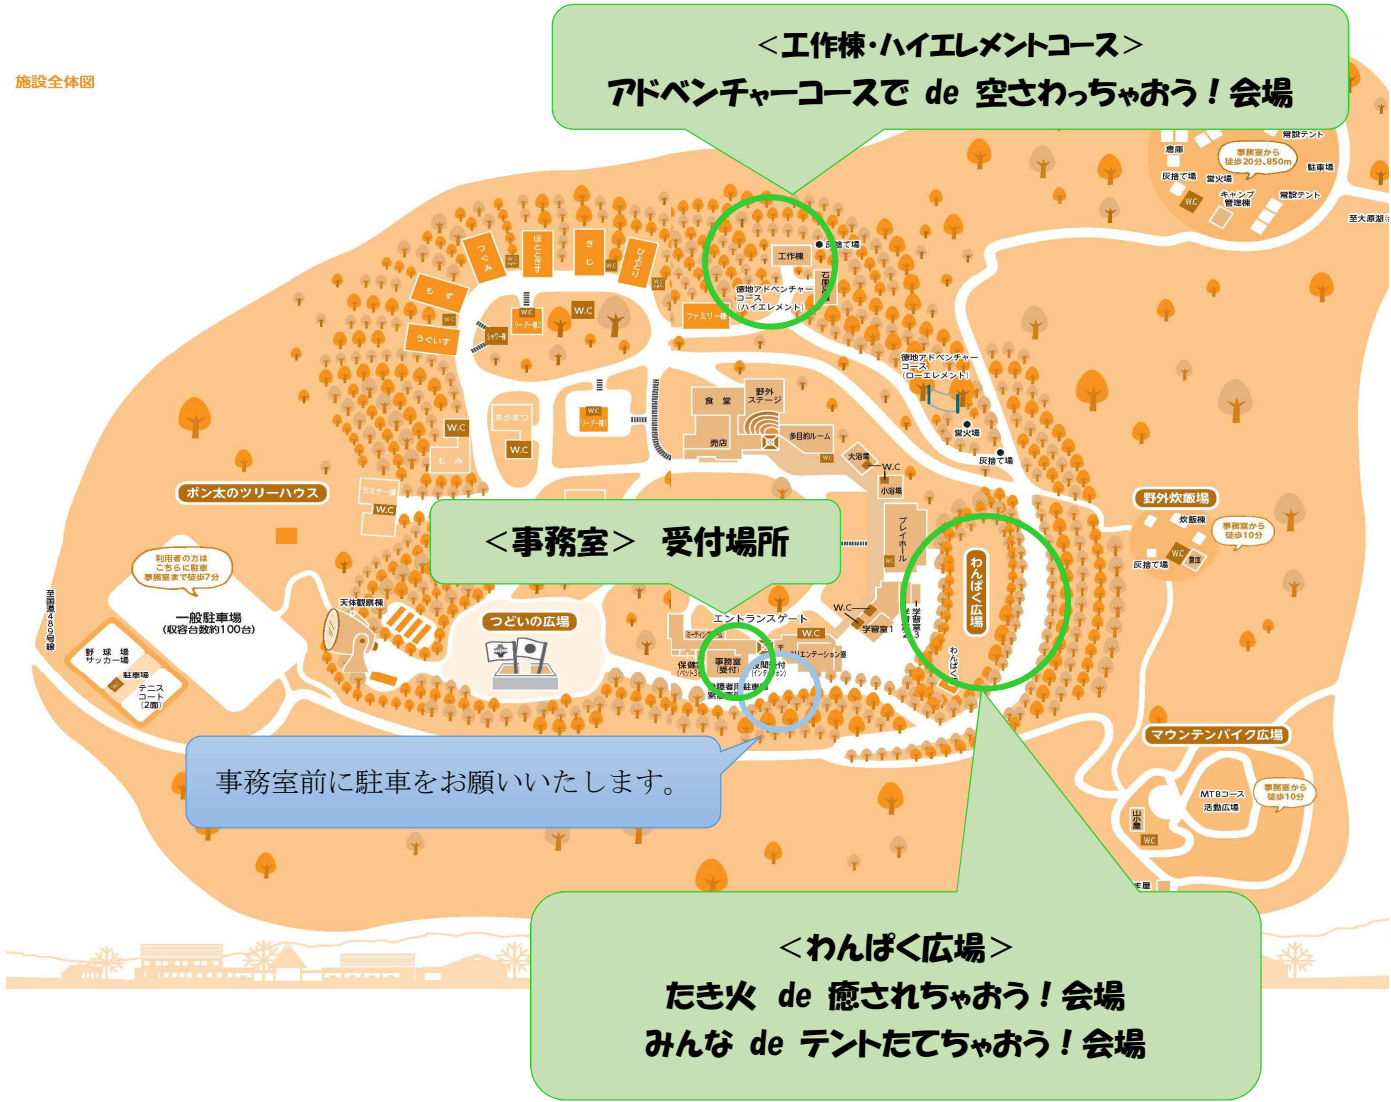 施設全体図
<工作棟・ハイエレメントコース>
アドベンチャーコースで de 空さわっちゃおう！会場
常設テント
倉庫
事務室から
徒歩20分、850m
駐車場
灰捨て場
営火場
W.C
キャンプ
管理棟
常設テント
至大原湖
つぐみ
ほととぎす
きじ
ひよどり
もず
うぐいす
W.C
W.C
W.C
W.C
リーダー棟2
W.C
W.C
シャワー棟
ファミリー棟
工作棟
灰捨て場
徳地アドベンチャー
コース
(ハイエレメント)
徳地アドベンチャー
コース
(ローエレメント)
営火場
灰捨て場
食堂
野外
ステージ
売店
多目的ルーム
W.C
大浴場
W.C
小浴場
あかまつ
W.C
W.C
もみ
W.C
リーダー棟1
セミナー棟
W.C
ポン太のツリーハウス
<事務室> 受付場所
プレイホール
W.C
わんぱく広場
野外炊飯場
炊飯棟
事務室から
徒歩10分
灰捨て場
W.C
倉庫
利用者の方は
こちらに駐車
事務室まで徒歩7分
至国道489号線
一般駐車場
(収容台数約100台)
天体観察棟
つどいの広場
エントランスゲート
W.C
W.C
学習室1
学習室2
学習室3
野球場
サッカー場
駐車場
テニス
コート
(2面)
事務室
(受付)
マウンテンバイク広場
MTBコース
活動広場
事務室から
徒歩10分
山小屋
W.C
事務室前に駐車をお願いいたします。
<わんぱく広場>
たき火 de 癒されちゃおう！会場
みんな de テントたてちゃおう！会場